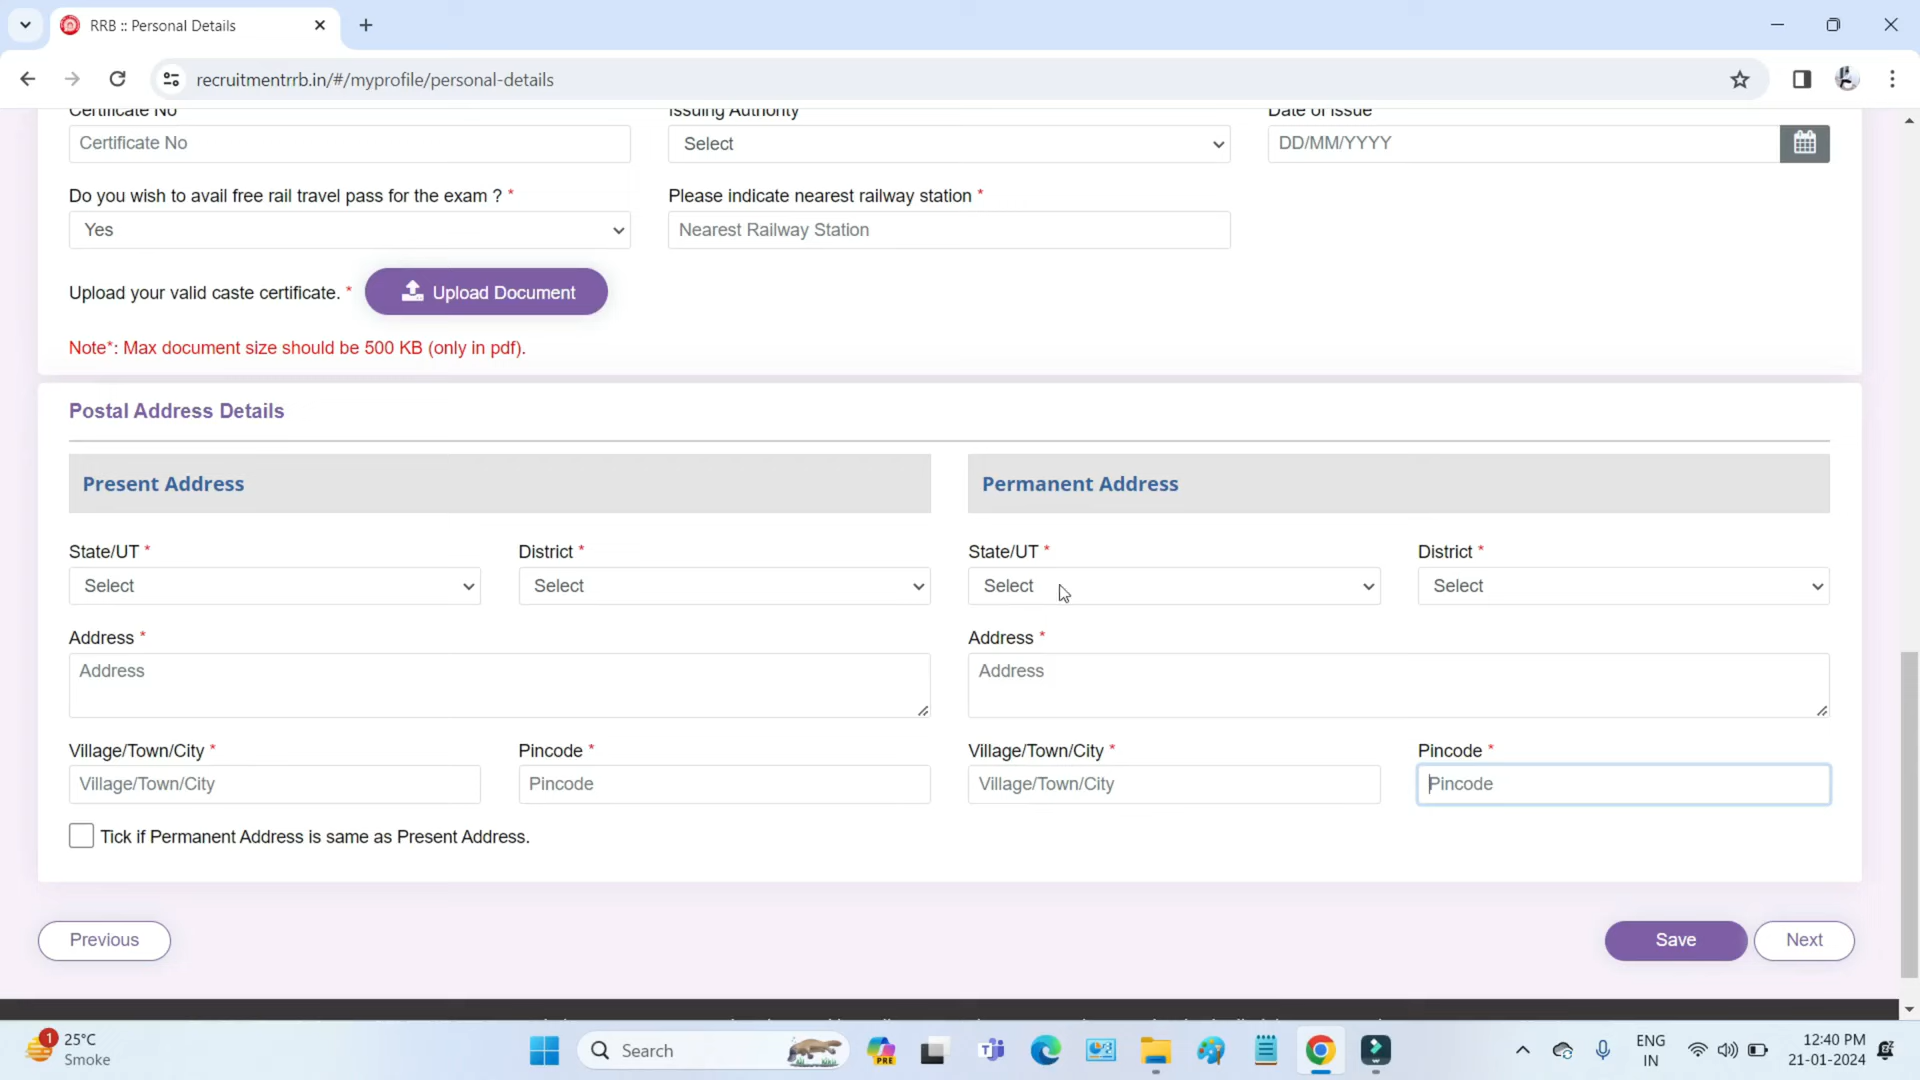 RRB :: Personal Details
recruitmentrrb.in/#/myprofile/personal-details
Certificate No
Issuing Authority
Date of Issue
Certificate No
Select
DD/MM/YYYY
Do you wish to avail free rail travel pass for the exam ? *
Please indicate nearest railway station *
Yes
Nearest Railway Station
Upload your valid caste certificate. *
Upload Document
Note*: Max document size should be 500 KB (only in pdf).
Postal Address Details
Present Address
Permanent Address
State/UT *
District *
State/UT *
District *
Select
Select
Select
Select
Address *
Address *
Address
Address
Village/Town/City *
Pincode *
Village/Town/City *
Pincode *
Village/Town/City
Pincode
Village/Town/City
Pincode
Tick if Permanent Address is same as Present Address.
Previous
Save
Next
1
25°C
Smoke
Search
PRE
ENG
IN
12:40 PM
21-01-2024